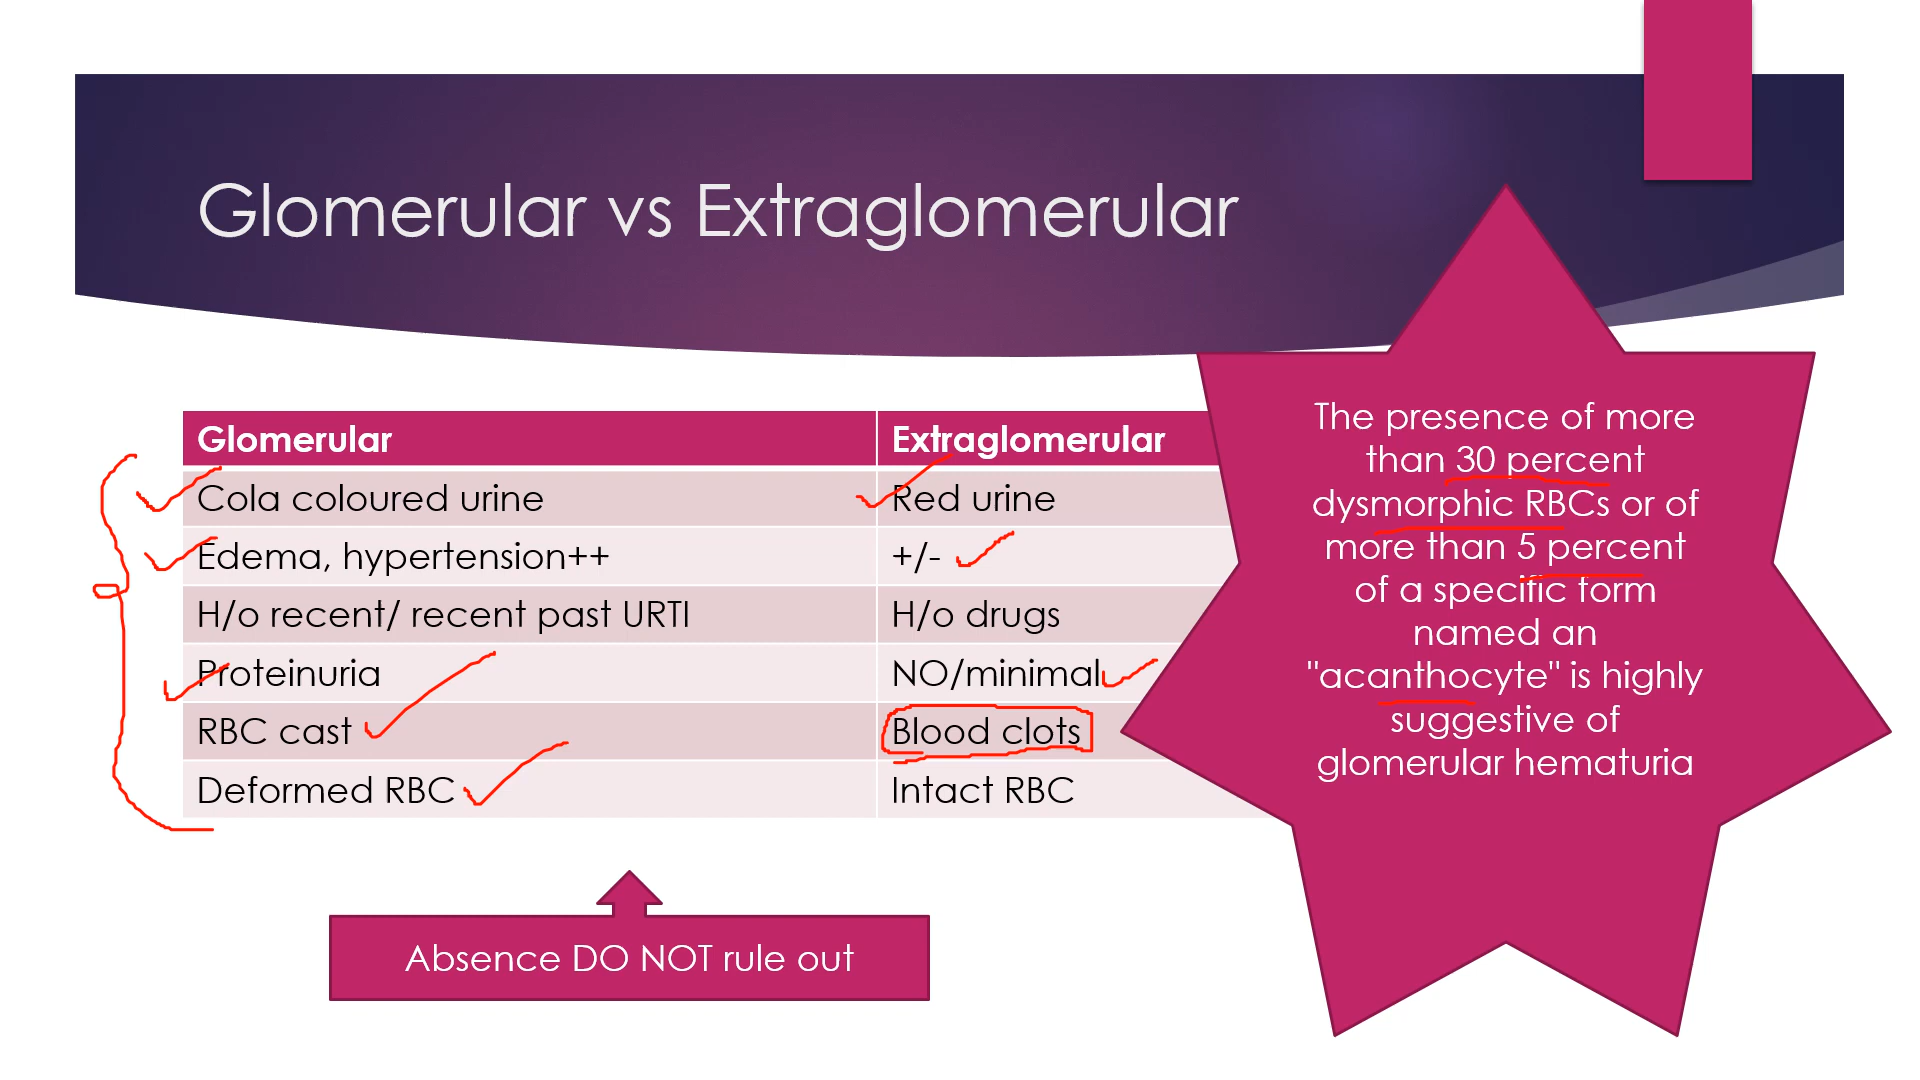 Glomerular vs Extraglomerular
Glomerular Extraglomerular
Cola coloured urine Red urine
Edema, hypertension++ +/-
H/o recent/ recent past URTI H/o drugs
Proteinuria NO/minimal
RBC cast Blood clots
Deformed RBC Intact RBC
Absence DO NOT rule out
The presence of more
than 30 percent
dysmorphic RBCs or of
more than 5 percent
of a specific form
named an
"acanthocyte" is highly
suggestive of
glomerular hematuria